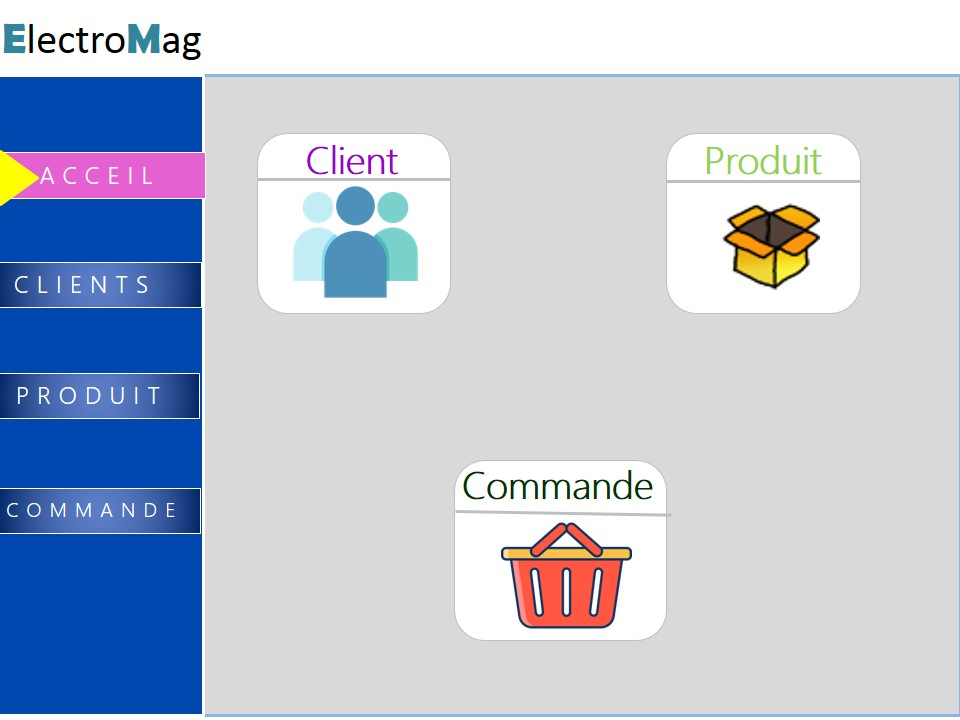 ElectroMag
ACCEIL
CLIENTS
PRODUIT
COMMANDE
Client
Produit
Commande